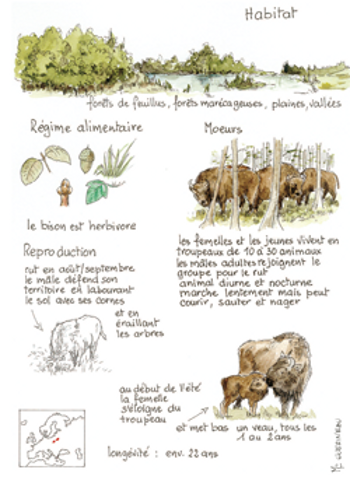 Habitat
forêts de feuillus, forêts marécageuses, plaines, vallées
Régime alimentaire
le bison est herbivore
Moeurs
les femelles et les jeunes vivent en
troupeaux de 10 à 30 animaux
les mâles adultes rejoignent le
groupe pour le rut
animal diurne et nocturne
marche lentement mais peut
courir, sauter et nager
Reproduction
rut en août/septembre
le mâle défend son
territoire en labourant
le sol avec ses cornes
et en
éraillant
les arbres
au début de l'été
la femelle
s'éloigne du
troupeau
et met bas un veau, tous les
1 ou 2 ans
longévité : env. 22 ans